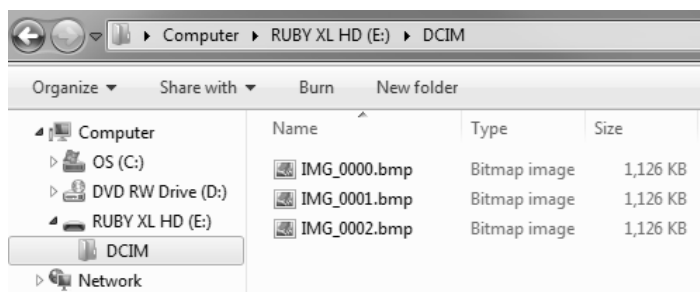 Computer RUBY XL HD (E:) DCIM
Organize Share with Burn New folder
Computer
OS (C:)
DVD RW Drive (D:)
RUBY XL HD (E:)
DCIM
Network
Name Type Size
IMG_0000.bmp Bitmap image 1,126 KB
IMG_0001.bmp Bitmap image 1,126 KB
IMG_0002.bmp Bitmap image 1,126 KB